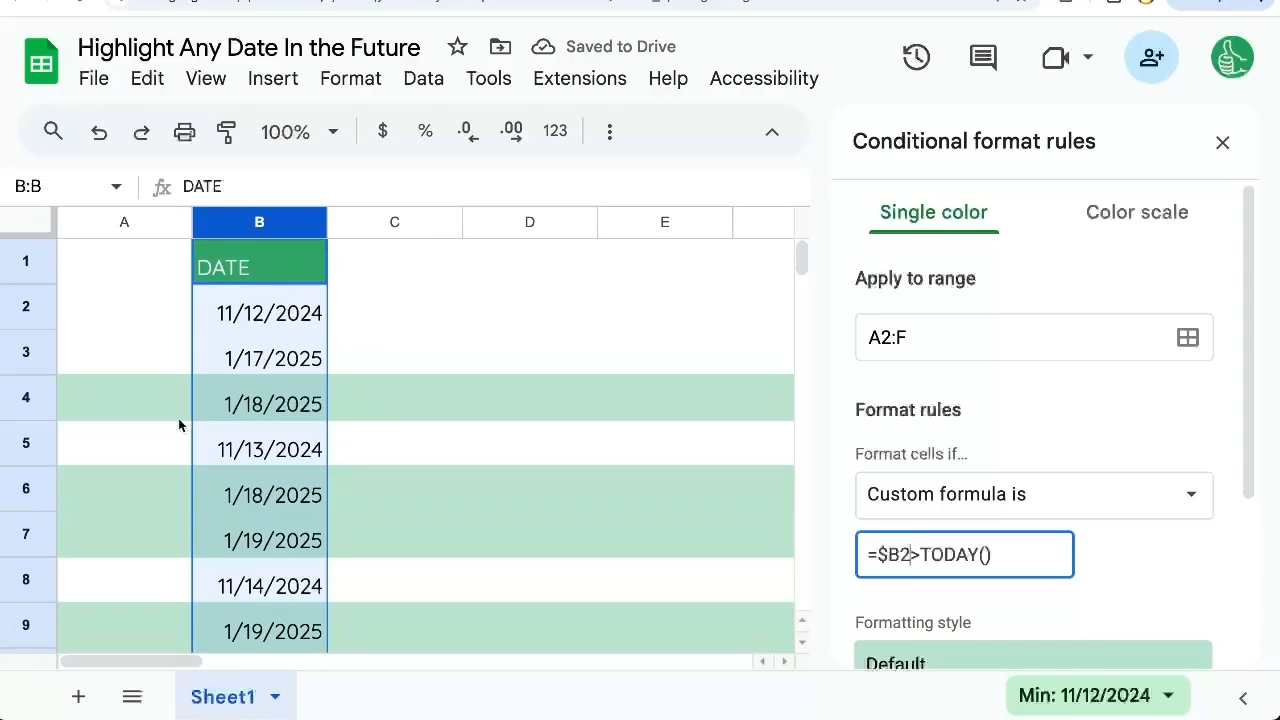 Highlight Any Date In the Future
Saved to Drive
File Edit View Insert Format Data Tools Extensions Help Accessibility
100% $ % .0 .00 123
B:B fx DATE
A B C D E
1 DATE
2 11/12/2024
3 1/17/2025
4 1/18/2025
5 11/13/2024
6 1/18/2025
7 1/19/2025
8 11/14/2024
9 1/19/2025
Conditional format rules
Single color Color scale
Apply to range
A2:F
Format rules
Format cells if...
Custom formula is
=$B2>TODAY()
Formatting style
Default
+ Sheet1 Min: 11/12/2024